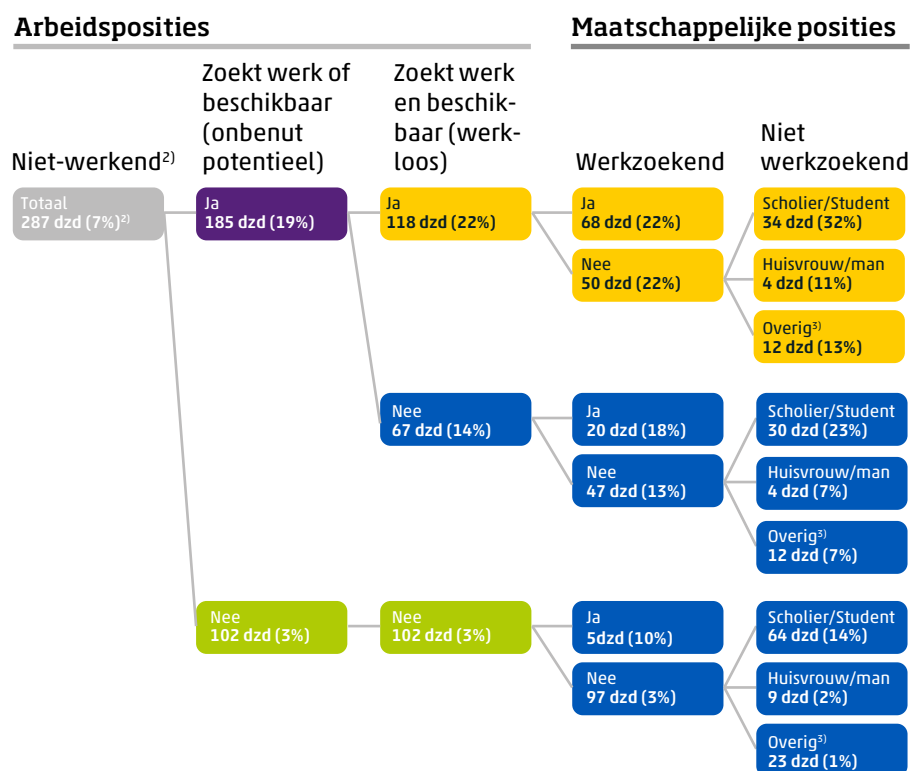 Arbeidsposities
Maatschappelijke posities
Niet-werkend²⁾
Zoekt werk of
beschikbaar
(onbenut
potentieel)
Zoekt werk
en beschik-
baar (werk-
loos)
Werkzoekend
Niet
werkzoekend
Totaal
287 dzd (7%)²⁾
Ja
185 dzd (19%)
Ja
118 dzd (22%)
Ja
68 dzd (22%)
Scholier/Student
34 dzd (32%)
Nee
50 dzd (22%)
Huisvrouw/man
4 dzd (11%)
Overig³⁾
12 dzd (13%)
Nee
67 dzd (14%)
Ja
20 dzd (18%)
Scholier/Student
30 dzd (23%)
Nee
47 dzd (13%)
Huisvrouw/man
4 dzd (7%)
Overig³⁾
12 dzd (7%)
Nee
102 dzd (3%)
Nee
102 dzd (3%)
Ja
5dzd (10%)
Scholier/Student
64 dzd (14%)
Nee
97 dzd (3%)
Huisvrouw/man
9 dzd (2%)
Overig³⁾
23 dzd (1%)